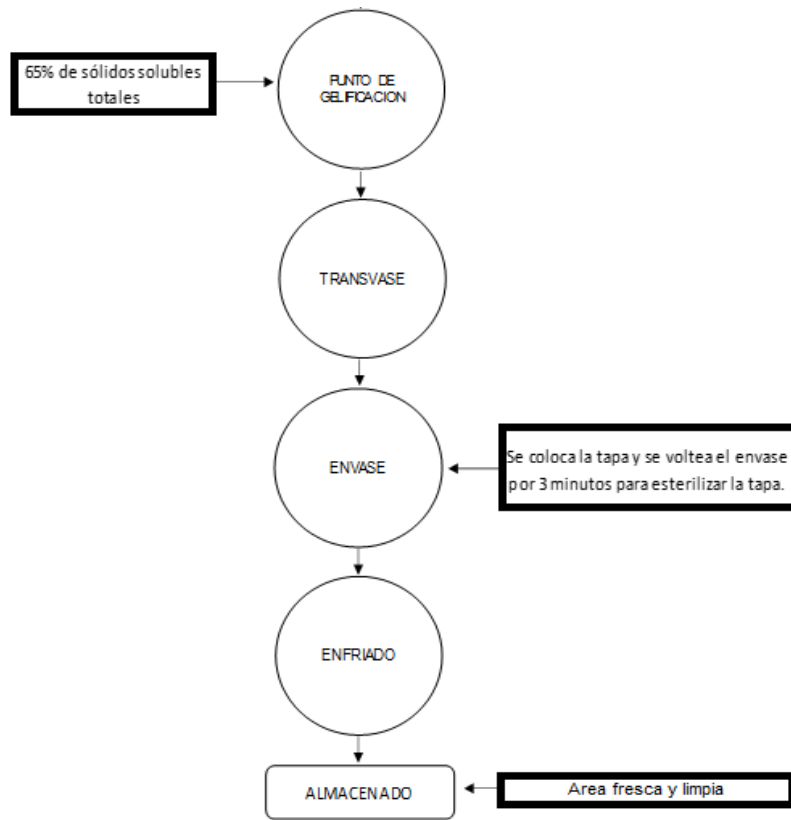 65% de sólidos solubles
totales
PUNTO DE
GELIFICACION
TRANSVASE
ENVASE
Se coloca la tapa y se voltea el envase
por 3 minutos para esterilizar la tapa.
ENFRIADO
ALMACENADO
Area fresca y limpia